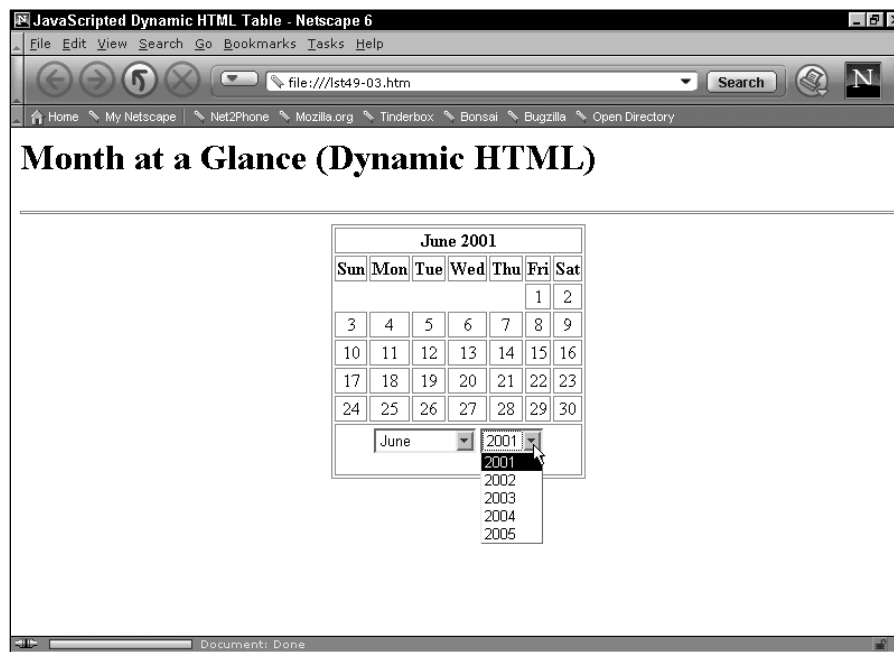 N JavaScripted Dynamic HTML Table - Netscape 6
File Edit View Search Go Bookmarks Tasks Help
file:///lst49-03.htm Search N
Home My Netscape Net2Phone Mozilla.org Tinderbox Bonsai Bugzilla Open Directory
Month at a Glance (Dynamic HTML)
June 2001
Sun Mon Tue Wed Thu Fri Sat
1 2
3 4 5 6 7 8 9
10 11 12 13 14 15 16
17 18 19 20 21 22 23
24 25 26 27 28 29 30
June 2001
2001
2002
2003
2004
2005
Document: Done